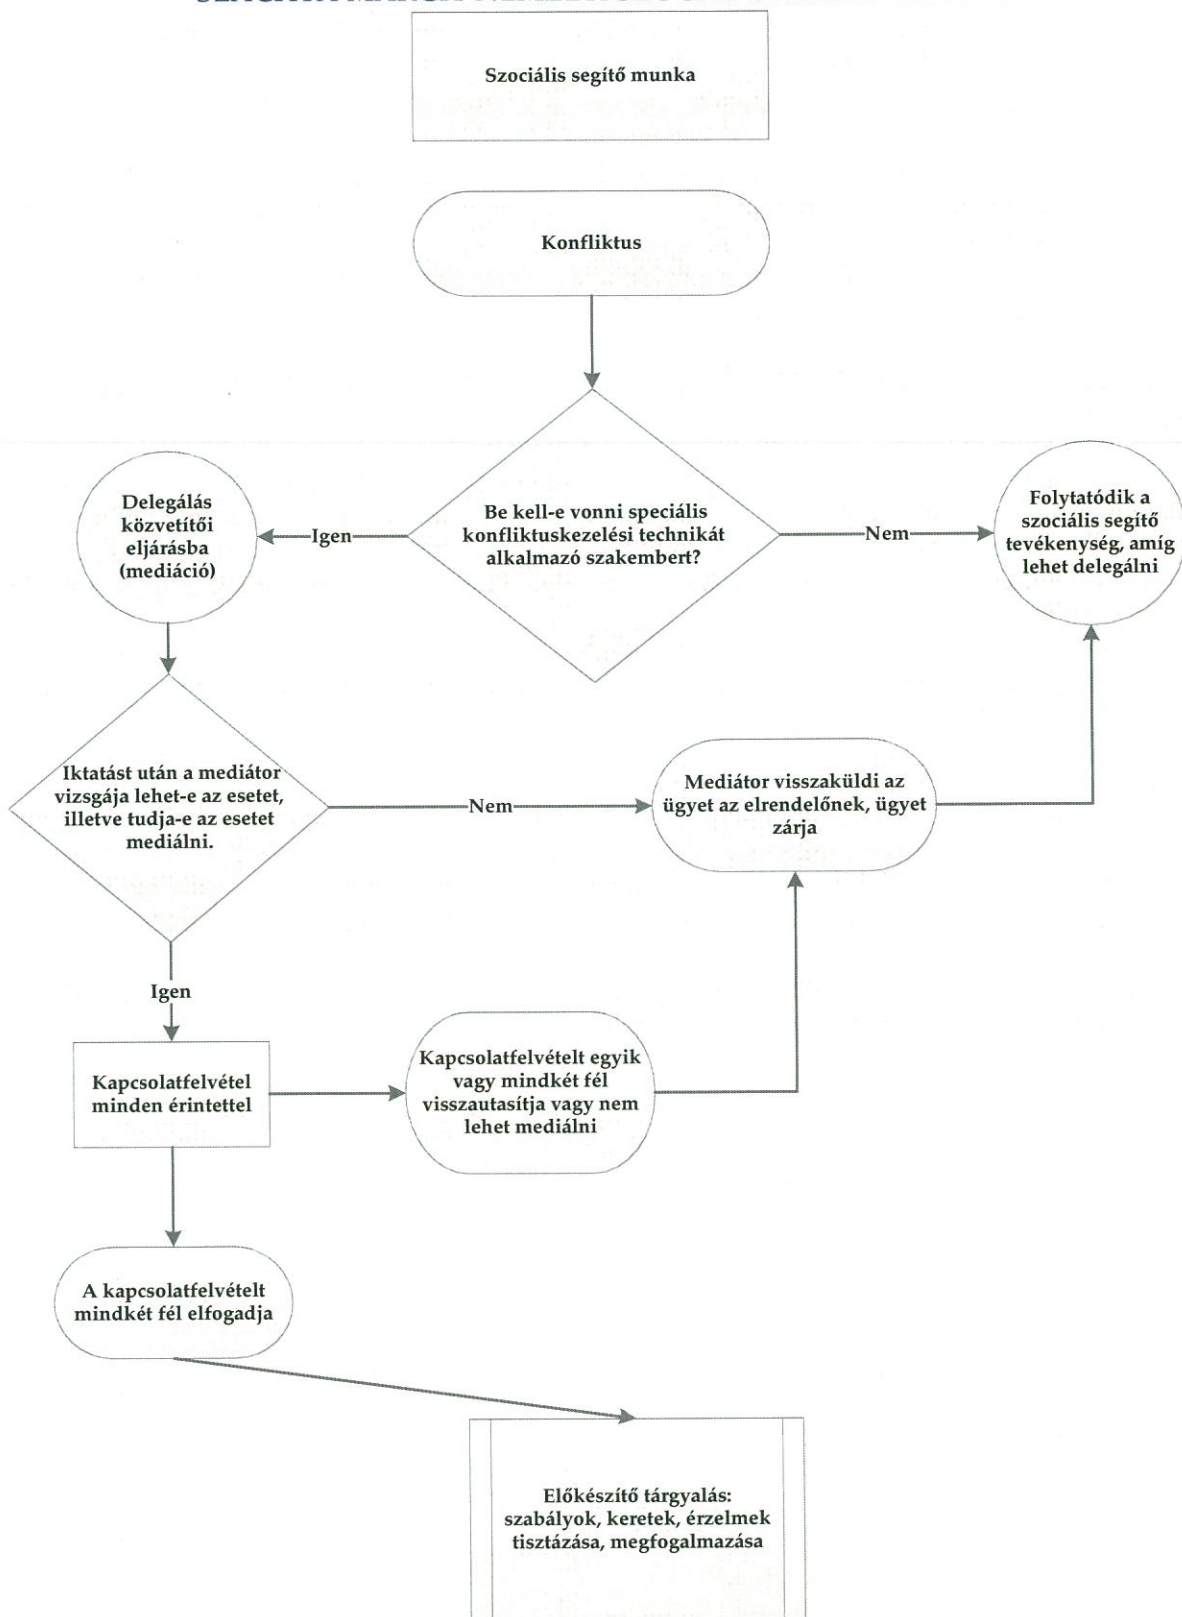 Szociális segítő munka
Konfliktus
Be kell-e vonni speciális
konfliktuskezelési technikát
alkalmazó szakembert?
Igen
Nem
Delegálás
közvetítői
eljárásba
(mediáció)
Folytatódik a
szociális segítő
tevékenység, amíg
lehet delegálni
Iktatást után a mediátor
vizsgája lehet-e az esetet,
illetve tudja-e az esetet
mediálni.
Nem
Mediátor visszaküldi az
ügyet az elrendelőnek, ügyet
zárja
Igen
Kapcsolatfelvétel
minden érintettel
Kapcsolatfelvételt egyik
vagy mindkét fél
visszautasítja vagy nem
lehet mediálni
A kapcsolatfelvételt
mindkét fél elfogadja
Előkészítő tárgyalás:
szabályok, keretek, érzelmek
tisztázása, megfogalmazása